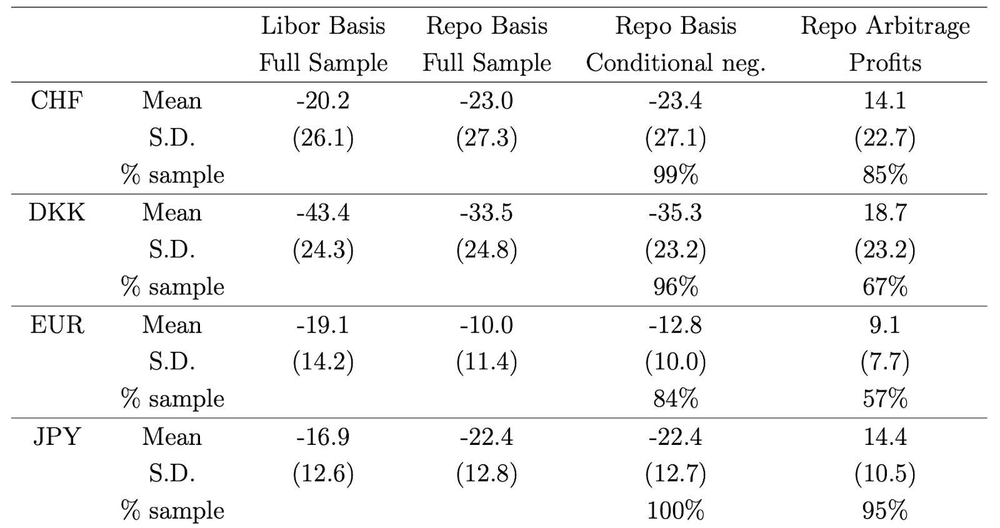 Libor Basis Repo Basis Repo Basis Repo Arbitrage
Full Sample Full Sample Conditional neg. Profits
CHF Mean -20.2 -23.0 -23.4 14.1
S.D. (26.1) (27.3) (27.1) (22.7)
% sample 99% 85%
DKK Mean -43.4 -33.5 -35.3 18.7
S.D. (24.3) (24.8) (23.2) (23.2)
% sample 96% 67%
EUR Mean -19.1 -10.0 -12.8 9.1
S.D. (14.2) (11.4) (10.0) (7.7)
% sample 84% 57%
JPY Mean -16.9 -22.4 -22.4 14.4
S.D. (12.6) (12.8) (12.7) (10.5)
% sample 100% 95%